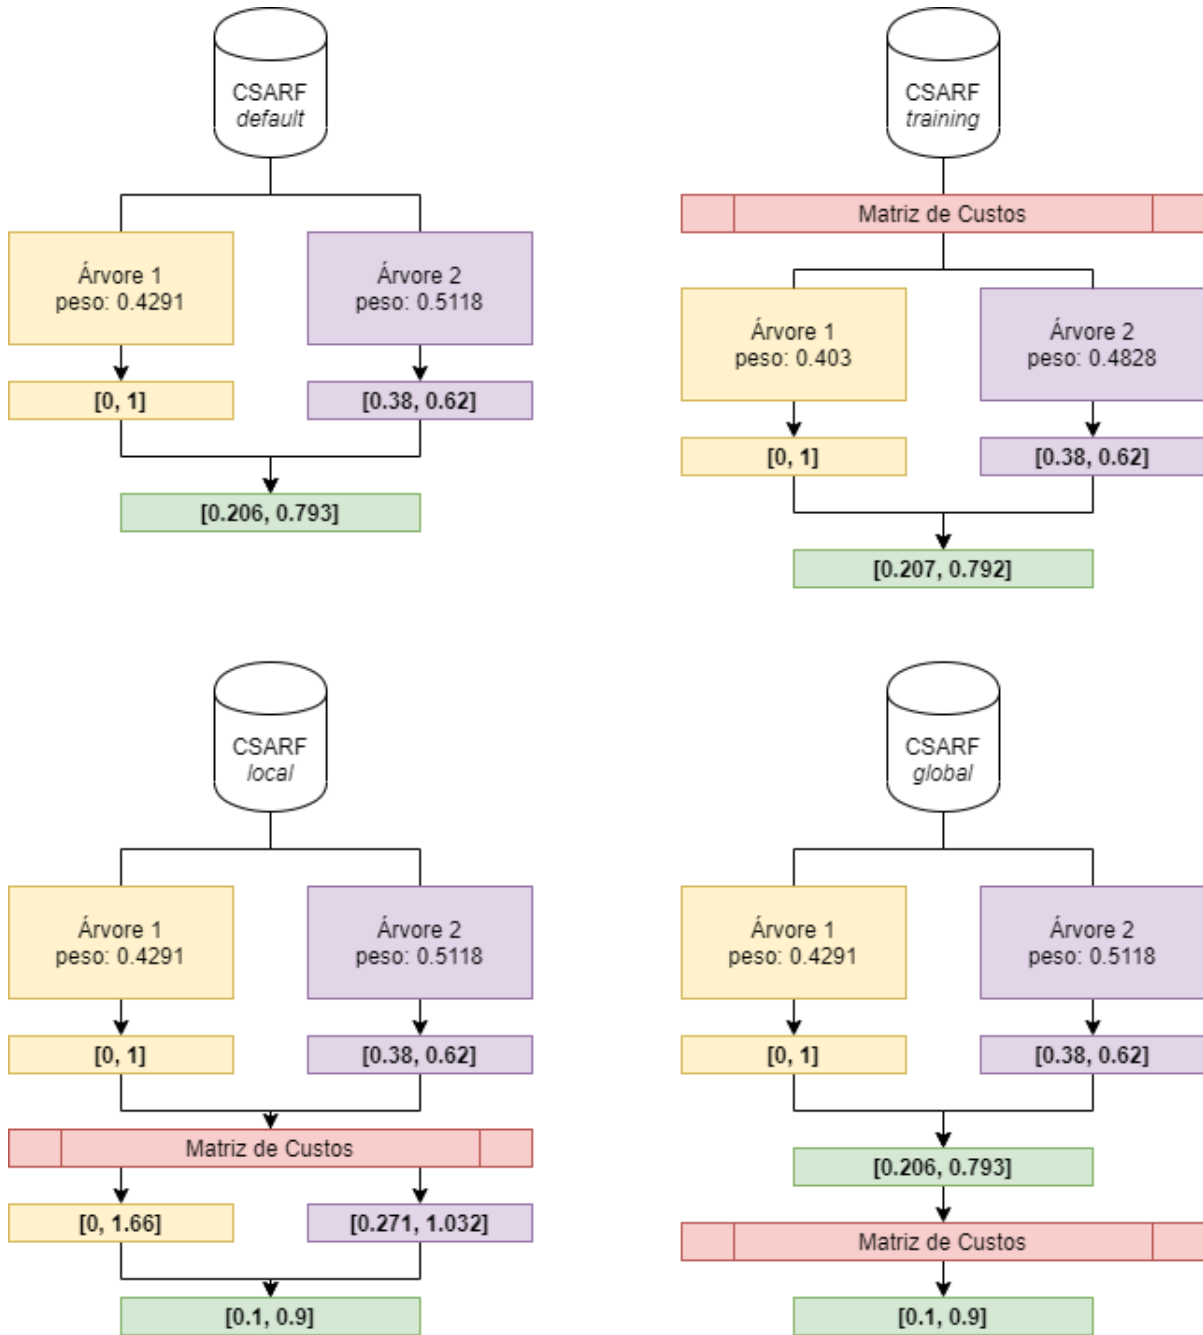 CSARF
default
Árvore 1
peso: 0.4291
Árvore 2
peso: 0.5118
[0, 1]
[0.38, 0.62]
[0.206, 0.793]
CSARF
training
Matriz de Custos
Árvore 1
peso: 0.403
Árvore 2
peso: 0.4828
[0, 1]
[0.38, 0.62]
[0.207, 0.792]
CSARF
local
Árvore 1
peso: 0.4291
Árvore 2
peso: 0.5118
[0, 1]
[0.38, 0.62]
Matriz de Custos
[0, 1.66]
[0.271, 1.032]
[0.1, 0.9]
CSARF
global
Árvore 1
peso: 0.4291
Árvore 2
peso: 0.5118
[0, 1]
[0.38, 0.62]
[0.206, 0.793]
Matriz de Custos
[0.1, 0.9]